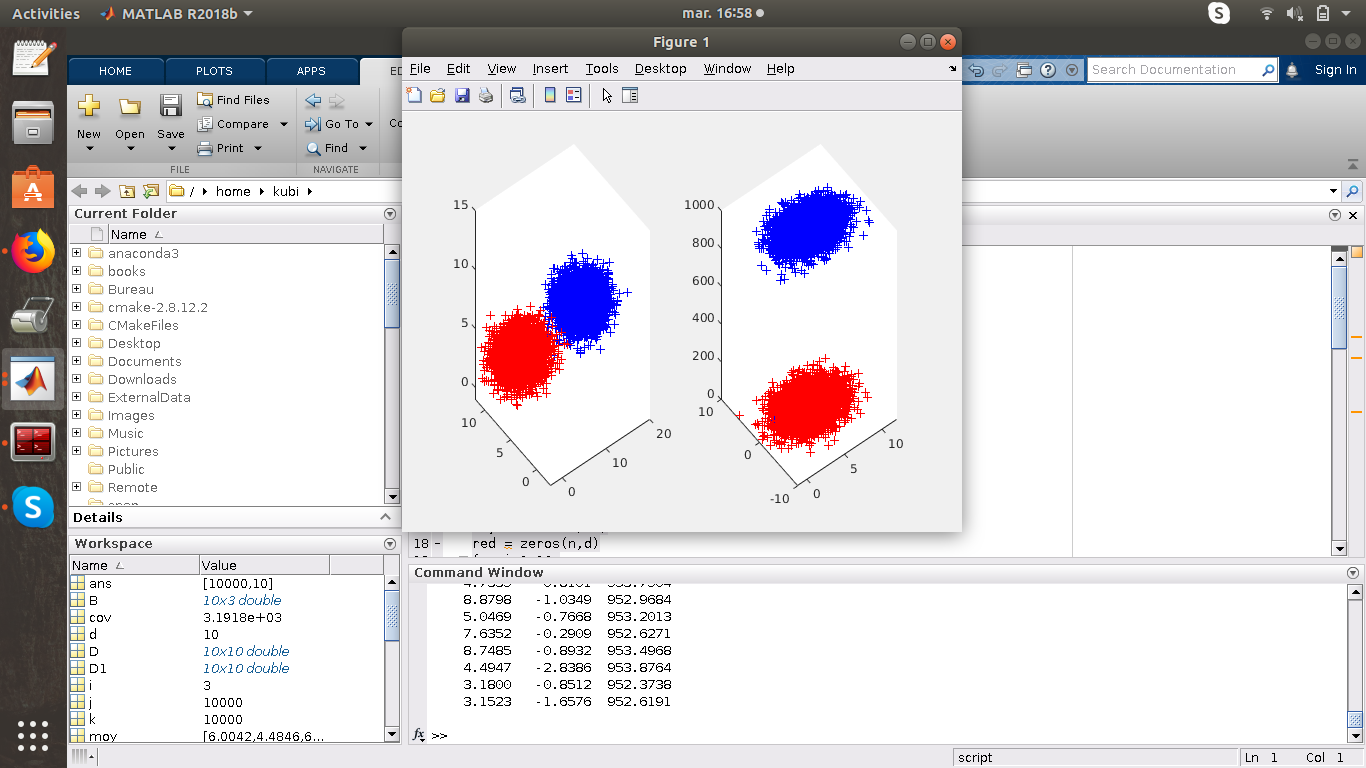 Activities MATLAB R2018b mar. 16:58
Figure 1
File Edit View Insert Tools Desktop Window Help
HOME PLOTS APPS
Search Documentation Sign In
New Open Save Find Files Compare Print Go To Find
FILE NAVIGATE
/ home kubi
Current Folder
Name
anaconda3
books
Bureau
cmake-2.8.12.2
CMakeFiles
Desktop
Documents
Downloads
ExternalData
Images
Music
Pictures
Public
Remote
Details
Workspace
Name Value
ans [10000,10]
B 10x3 double
cov 3.1918e+03
d 10
D 10x10 double
D1 10x10 double
i 3
j 10000
k 10000
moy [6.0042,4.4846,6...
15
10
5
0
10
5
0
0
10
20
1000
800
600
400
200
0
10
0
-10
0
5
10
18 - red = zeros(n,d)
Command Window
8.8798 -1.0349 952.9684
5.0469 -0.7668 953.2013
7.6352 -0.2909 952.6271
8.7485 -0.8932 953.4968
4.4947 -2.8386 953.8764
3.1800 -0.8512 952.3738
3.1523 -1.6576 952.6191
fx >>
script Ln 1 Col 1